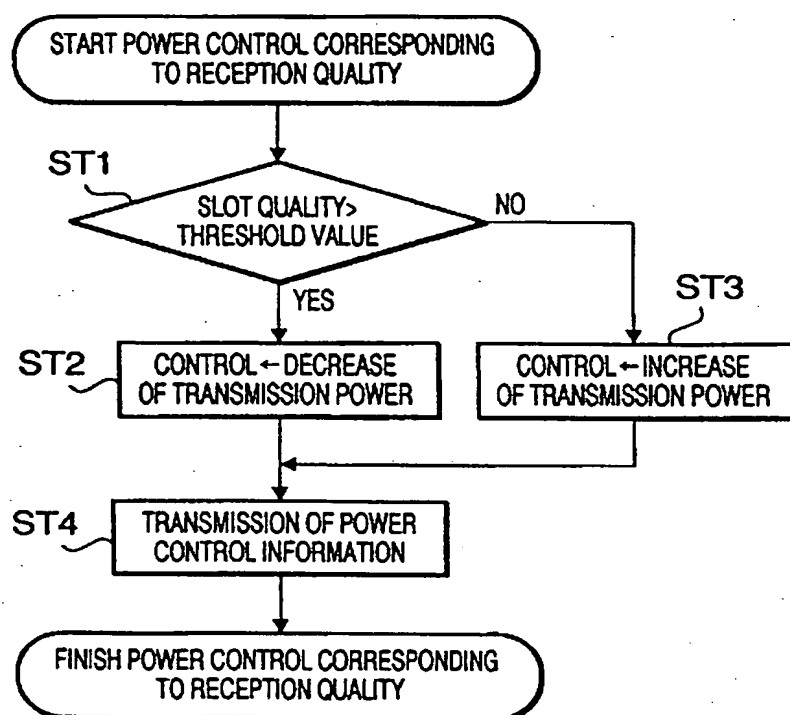 START POWER CONTROL CORRESPONDING
TO RECEPTION QUALITY
ST1
SLOT QUALITY>
THRESHOLD VALUE
NO
YES
ST2
CONTROL←DECREASE
OF TRANSMISSION POWER
ST3
CONTROL←INCREASE
OF TRANSMISSION POWER
ST4
TRANSMISSION OF POWER
CONTROL INFORMATION
FINISH POWER CONTROL CORRESPONDING
TO RECEPTION QUALITY